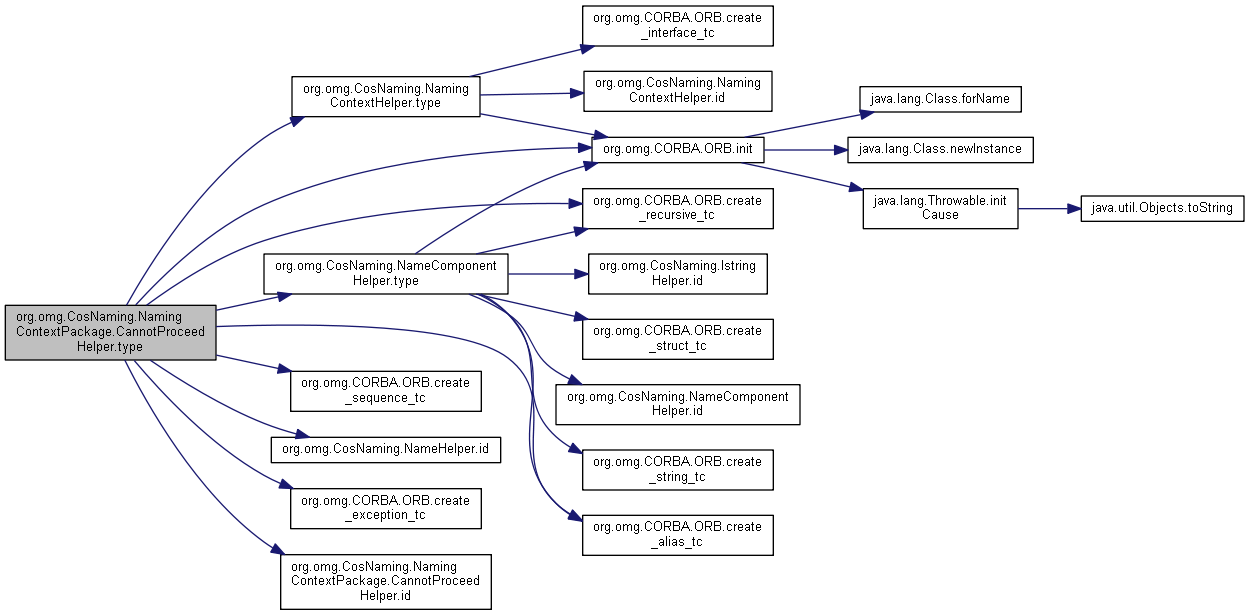 org.omg.CosNaming.Naming
ContextPackage.CannotProceed
Helper.type
org.omg.CosNaming.Naming
ContextHelper.type
org.omg.CosNaming.NameComponent
Helper.type
org.omg.CORBA.ORB.create
_sequence_tc
org.omg.CosNaming.NameHelper.id
org.omg.CORBA.ORB.create
_exception_tc
org.omg.CosNaming.Naming
ContextPackage.CannotProceed
Helper.id
org.omg.CORBA.ORB.create
_interface_tc
org.omg.CosNaming.Naming
ContextHelper.id
org.omg.CORBA.ORB.init
org.omg.CORBA.ORB.create
_recursive_tc
org.omg.CosNaming.Istring
Helper.id
org.omg.CORBA.ORB.create
_struct_tc
org.omg.CosNaming.NameComponent
Helper.id
org.omg.CORBA.ORB.create
_string_tc
org.omg.CORBA.ORB.create
_alias_tc
java.lang.Class.forName
java.lang.Class.newInstance
java.lang.Throwable.init
Cause
java.util.Objects.toString